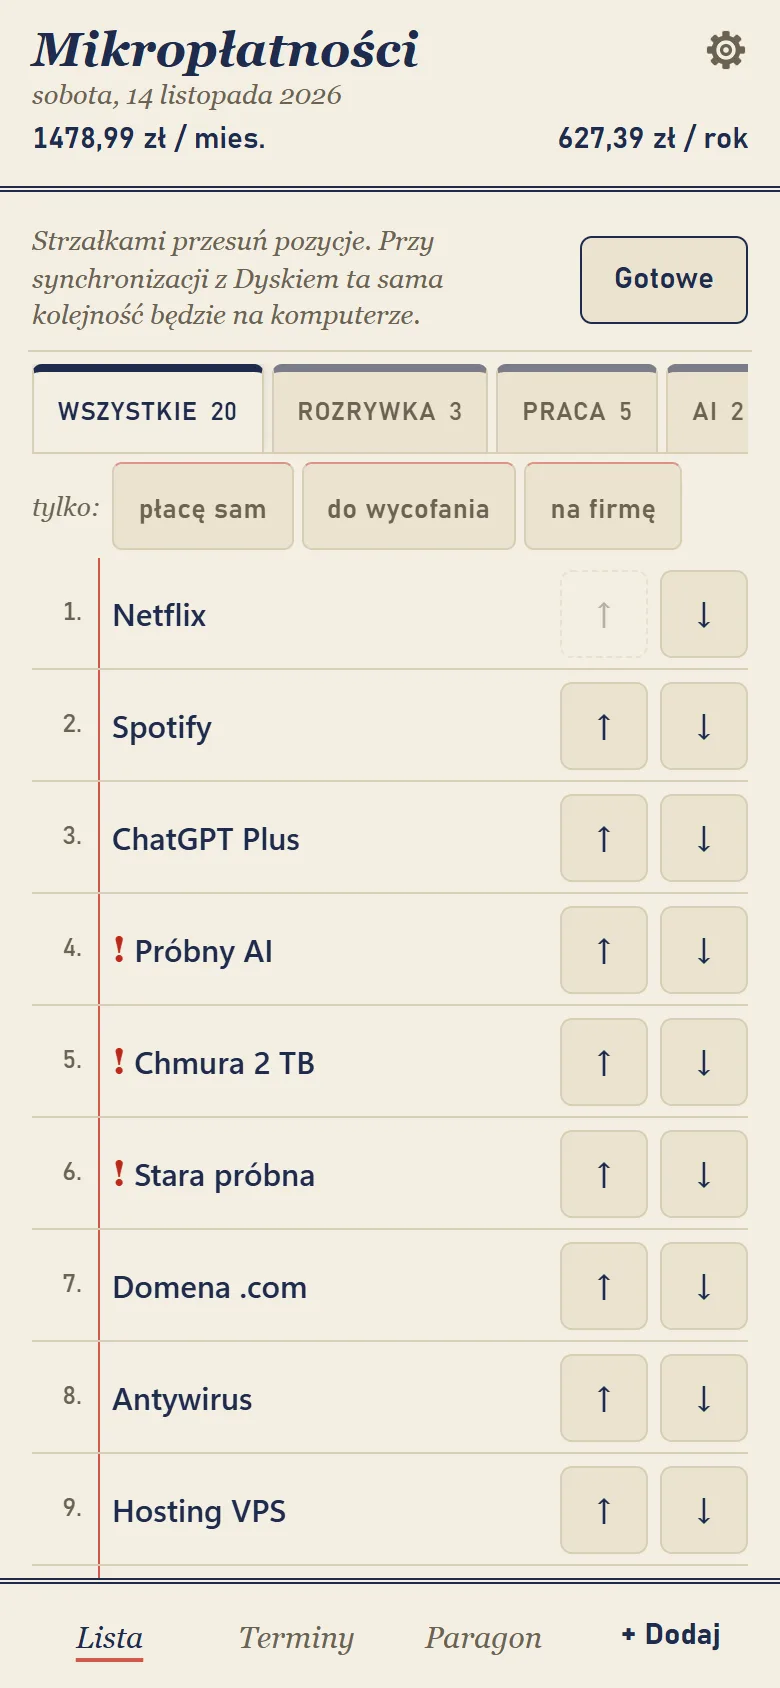 Mikropłatności
sobota, 14 listopada 2026
1478,99 zł / mies.
627,39 zł / rok
Strzałkami przesuń pozycje. Przy
synchronizacji z Dyskiem ta sama
kolejność będzie na komputerze.
Gotowe
WSZYSTKIE 20
ROZRYWKA 3
PRACA 5
AI 2
tylko:
płacę sam
do wycofania
na firmę
1. Netflix ↑ ↓
2. Spotify ↑ ↓
3. ChatGPT Plus ↑ ↓
4. ! Próbny AI ↑ ↓
5. ! Chmura 2 TB ↑ ↓
6. ! Stara próbna ↑ ↓
7. Domena .com ↑ ↓
8. Antywirus ↑ ↓
9. Hosting VPS ↑ ↓
Lista
Terminy
Paragon
+ Dodaj